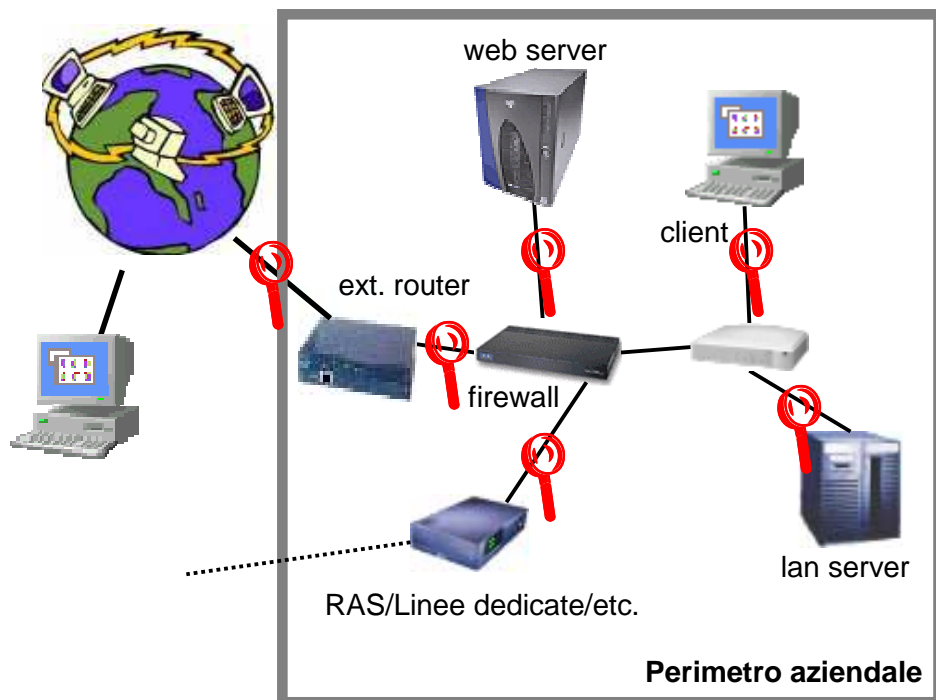 web server
client
ext. router
firewall
lan server
RAS/Linee dedicate/etc.
Perimetro aziendale